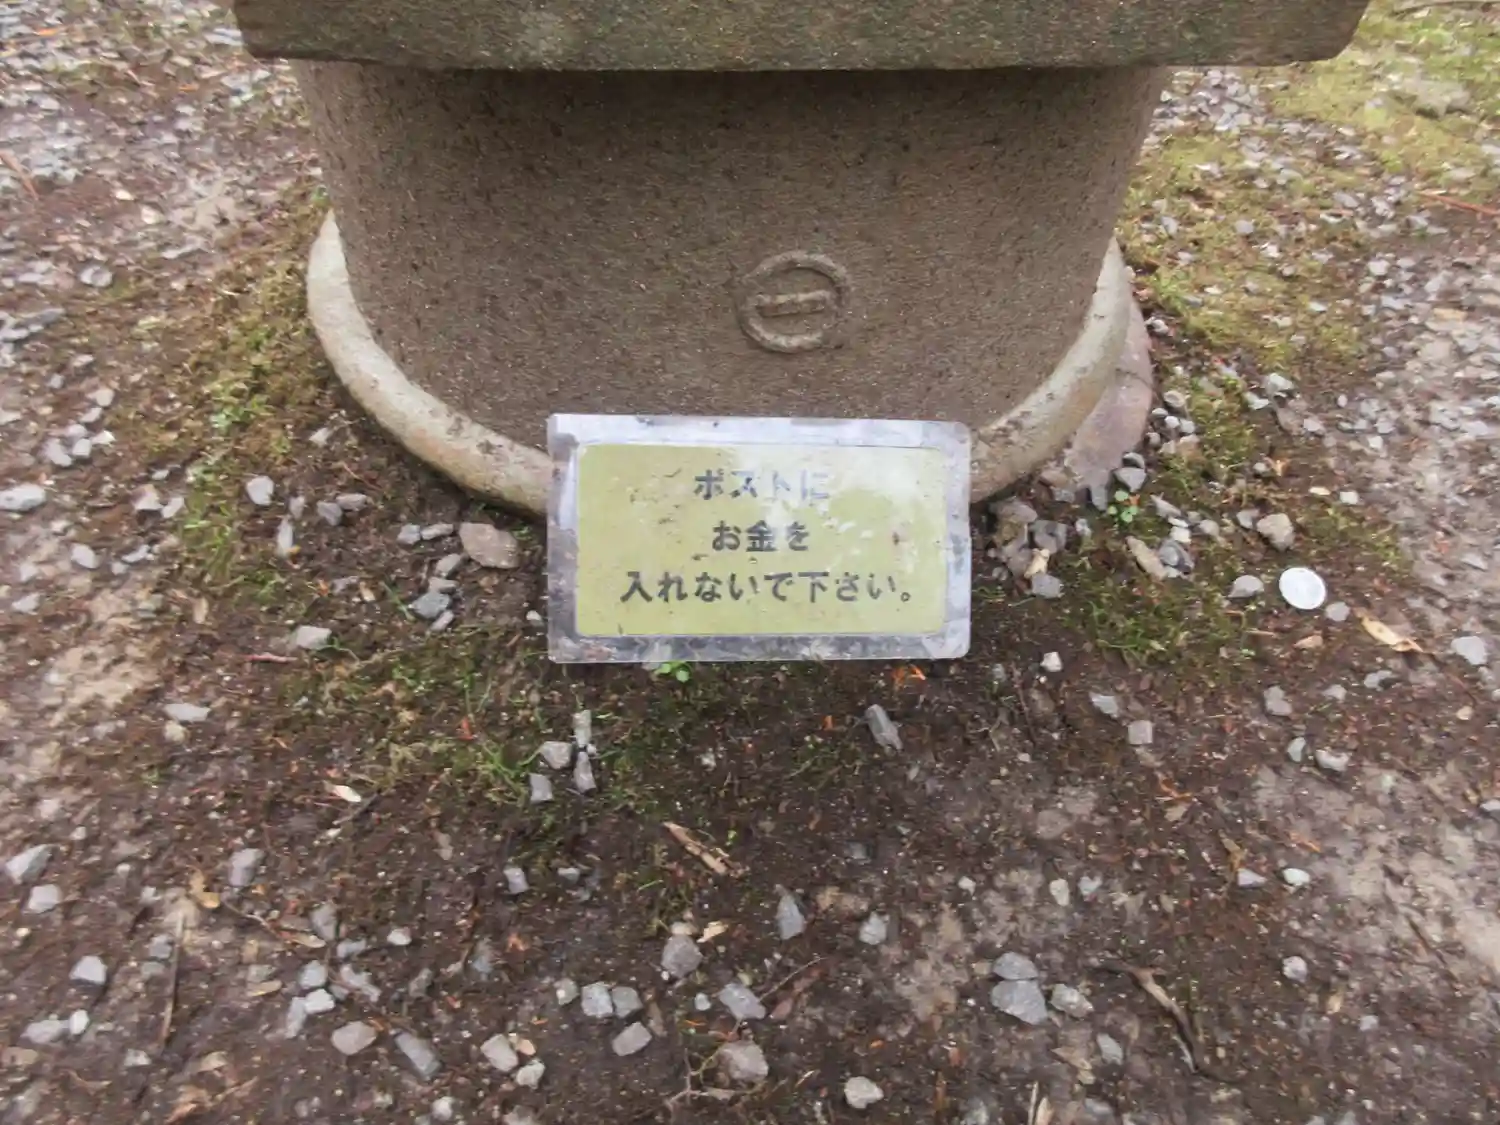 ポストに
お金を
入れないで下さい。